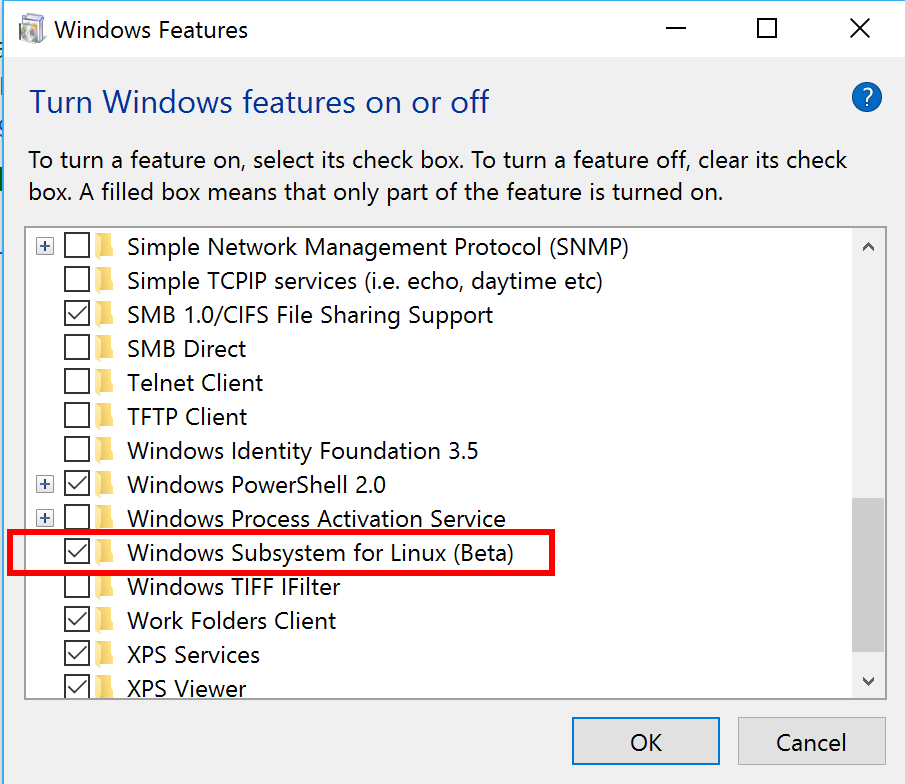 Windows Features
Turn Windows features on or off
?
To turn a feature on, select its check box. To turn a feature off, clear its check
box. A filled box means that only part of the feature is turned on.
Simple Network Management Protocol (SNMP)
Simple TCPIP services (i.e. echo, daytime etc)
SMB 1.0/CIFS File Sharing Support
SMB Direct
Telnet Client
TFTP Client
Windows Identity Foundation 3.5
Windows PowerShell 2.0
Windows Process Activation Service
Windows Subsystem for Linux (Beta)
Windows TIFF IFilter
Work Folders Client
XPS Services
XPS Viewer
OK Cancel